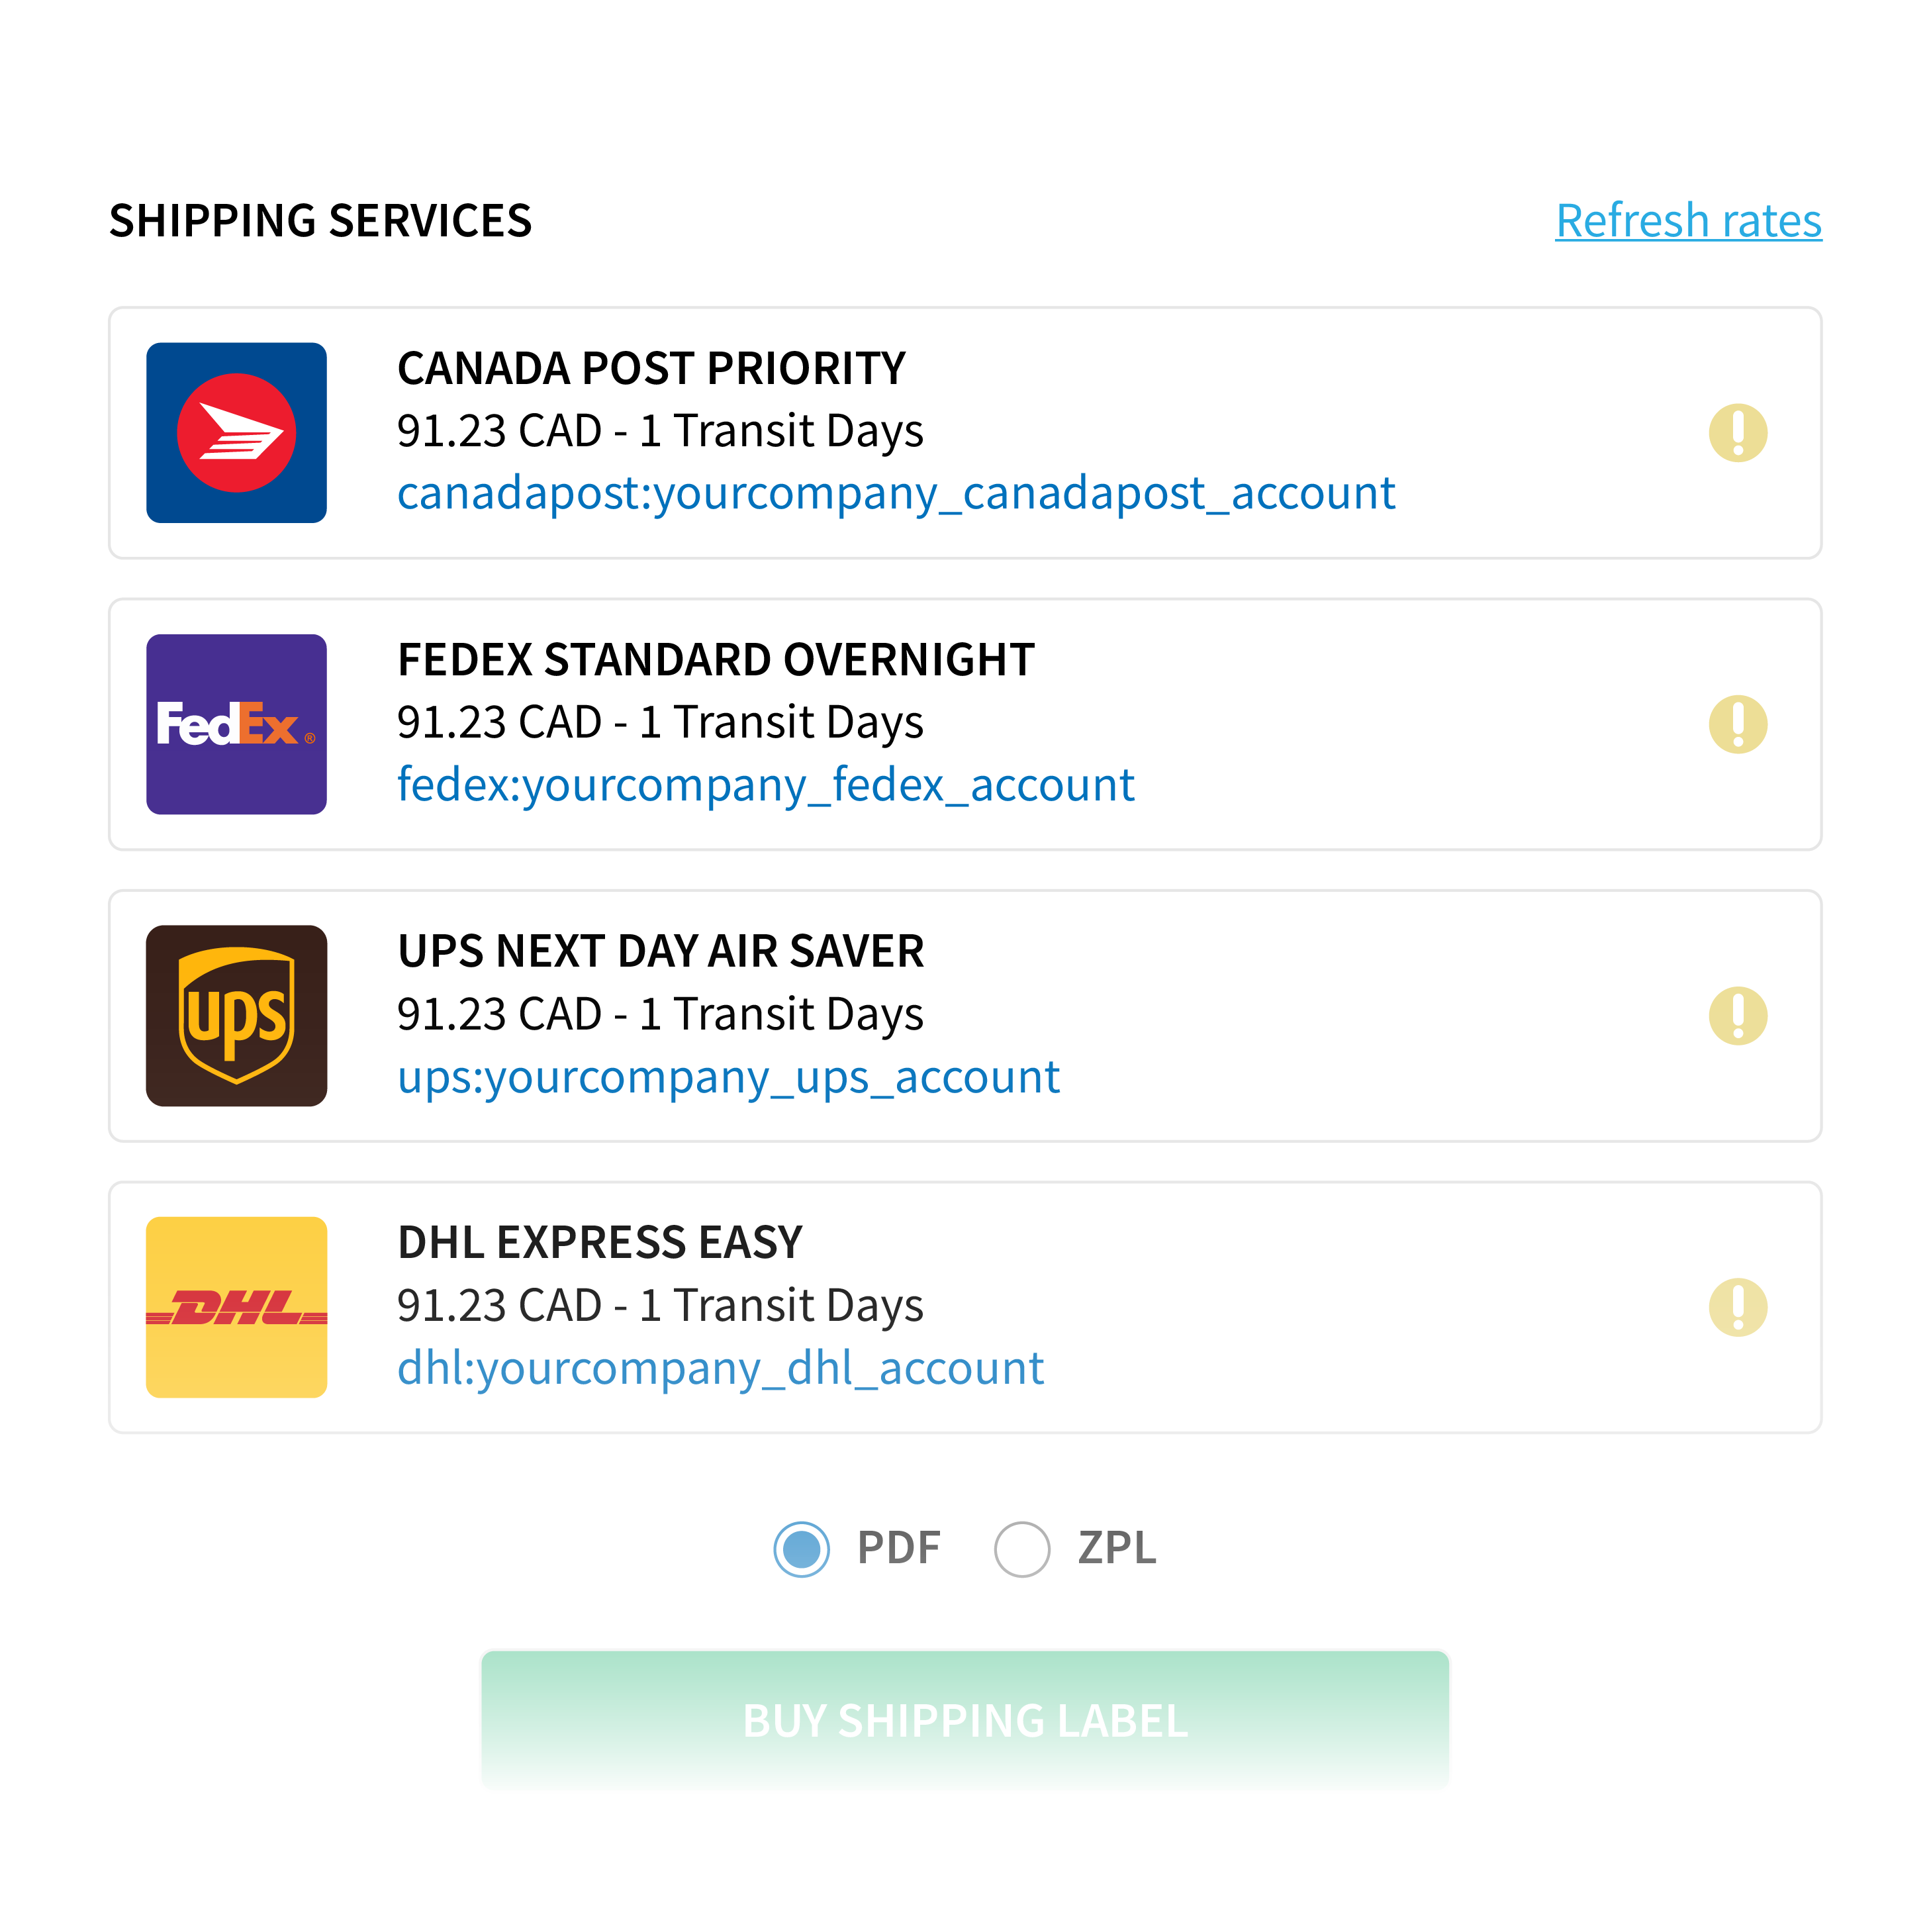 SHIPPING SERVICES
Refresh rates
CANADA POST PRIORITY
91.23 CAD - 1 Transit Days
canadapost:yourcompany_canadapost_account
FedEx ®
FEDEX STANDARD OVERNIGHT
91.23 CAD - 1 Transit Days
fedex:yourcompany_fedex_account
ups
UPS NEXT DAY AIR SAVER
91.23 CAD - 1 Transit Days
ups:yourcompany_ups_account
DHL
DHL EXPRESS EASY
91.23 CAD - 1 Transit Days
dhl:yourcompany_dhl_account
PDF
ZPL
BUY SHIPPING LABEL